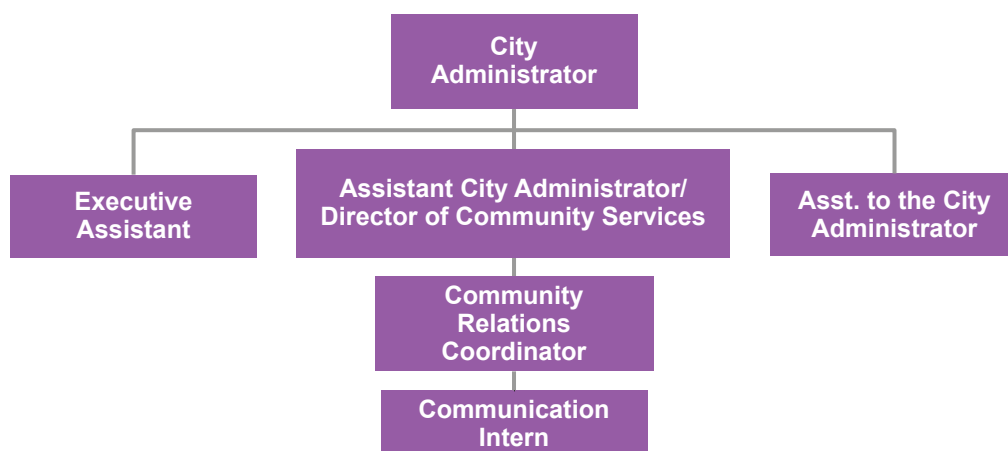 City
Administrator
Executive
Assistant
Assistant City Administrator/
Director of Community Services
Asst. to the City
Administrator
Community
Relations
Coordinator
Communication
Intern